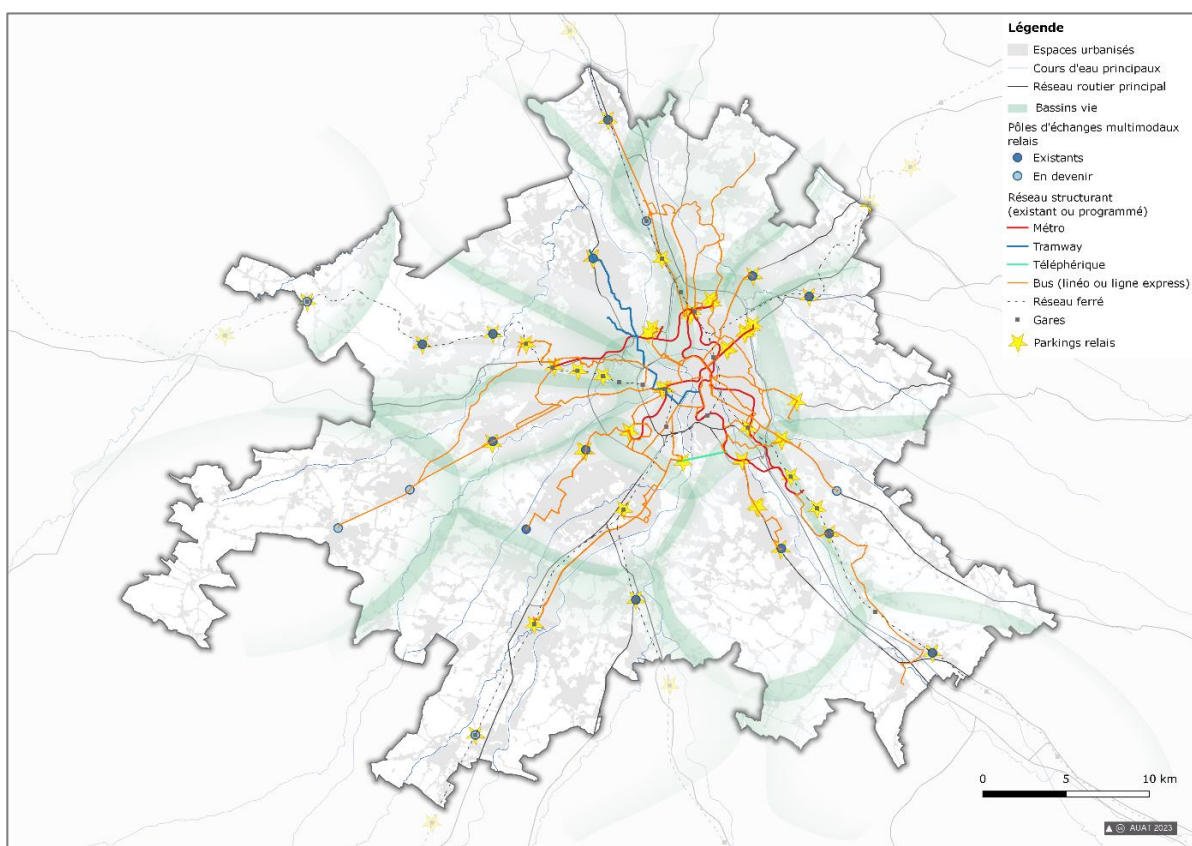 Légende
Espaces urbanisés
Cours d'eau principaux
Réseau routier principal
Bassins vie
Pôles d'échanges multimodaux
relais
Existants
En devenir
Réseau structurant
(existant ou programmé)
Métro
Tramway
Téléphérique
Bus (linéo ou ligne express)
Réseau ferré
Gares
Parkings relais
0 5 10 km
AUAT 2023